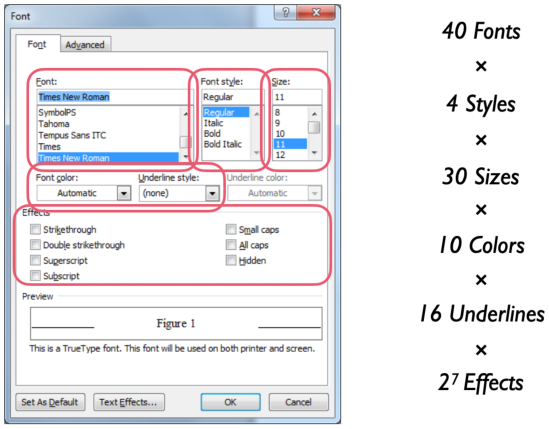 Font
Font Advanced
Font: Font style: Size:
Times New Roman Regular 11
SymbolPS Regular 8
Tahoma Italic 9
Tempus Sans ITC Bold 10
Times Bold Italic 11
Times New Roman 12
Font color: Underline style: Underline color:
Automatic (none) Automatic
Effects
Strikethrough Small caps
Double strikethrough All caps
Superscript Hidden
Subscript
Preview
Figure 1
This is a TrueType font. This font will be used on both printer and screen.
Set As Default Text Effects... OK Cancel
40 Fonts
×
4 Styles
×
30 Sizes
×
10 Colors
×
16 Underlines
×
2⁷ Effects